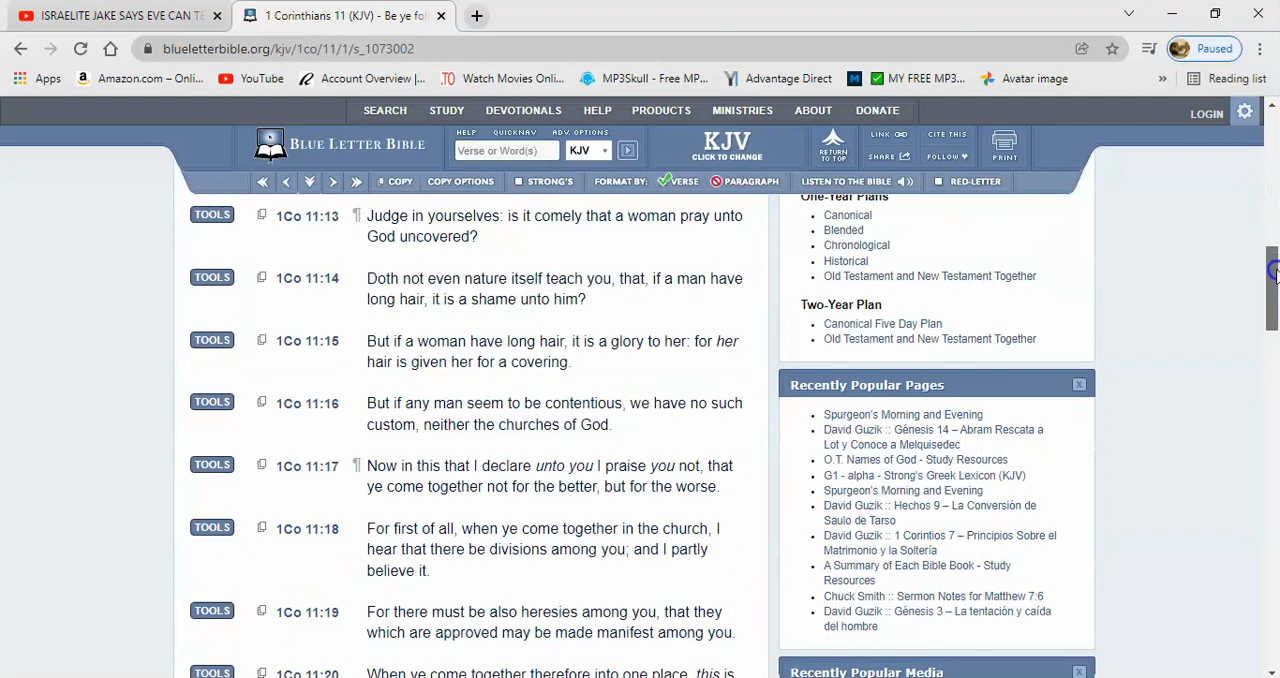 ISRAELITE JAKE SAYS EVE CAN TE
1 Corinthians 11 (KJV) - Be ye fol
blueletterbible.org/kjv/1co/11/1/s_1073002
Paused
Apps
Amazon.com – Onli...
YouTube
Account Overview |...
Watch Movies Onl...
MP3Skull - Free MP...
Advantage Direct
MY FREE MP3...
Avatar image
»
Reading list
SEARCH STUDY DEVOTIONALS HELP PRODUCTS MINISTRIES ABOUT DONATE
LOGIN
BLUE LETTER BIBLE
HELP QUICKNAV ADV. OPTIONS
Verse or Word(s)
KJV
KJV
CLICK TO CHANGE
RETURN
TO TOP
LINK
CITE THIS
SHARE
FOLLOW
PRINT
COPY
COPY OPTIONS
STRONG'S
FORMAT BY:
VERSE
PARAGRAPH
LISTEN TO THE BIBLE
RED-LETTER
TOOLS 1Co 11:13 ¶ Judge in yourselves: is it comely that a woman pray unto
God uncovered?
TOOLS 1Co 11:14 Doth not even nature itself teach you, that, if a man have
long hair, it is a shame unto him?
TOOLS 1Co 11:15 But if a woman have long hair, it is a glory to her: for her
hair is given her for a covering.
TOOLS 1Co 11:16 But if any man seem to be contentious, we have no such
custom, neither the churches of God.
TOOLS 1Co 11:17 ¶ Now in this that I declare unto you I praise you not, that
ye come together not for the better, but for the worse.
TOOLS 1Co 11:18 For first of all, when ye come together in the church, I
hear that there be divisions among you; and I partly
believe it.
TOOLS 1Co 11:19 For there must be also heresies among you, that they
which are approved may be made manifest among you.
TOOLS 1Co 11:20 When ye come together therefore into one place, this is
One-Year Plans
Canonical
Blended
Chronological
Historical
Old Testament and New Testament Together
Two-Year Plan
Canonical Five Day Plan
Old Testament and New Testament Together
Recently Popular Pages
Spurgeon's Morning and Evening
David Guzik :: Génesis 14 – Abram Rescata a
Lot y Conoce a Melquisedec
O.T. Names of God - Study Resources
G1 - alpha - Strong's Greek Lexicon (KJV)
Spurgeon's Morning and Evening
David Guzik :: Hechos 9 – La Conversión de
Saulo de Tarso
David Guzik :: 1 Corintios 7 – Principios Sobre el
Matrimonio y la Soltería
A Summary of Each Bible Book - Study
Resources
Chuck Smith :: Sermon Notes for Matthew 7:6
David Guzik :: Génesis 3 – La tentación y caída
del hombre
Recently Popular Media